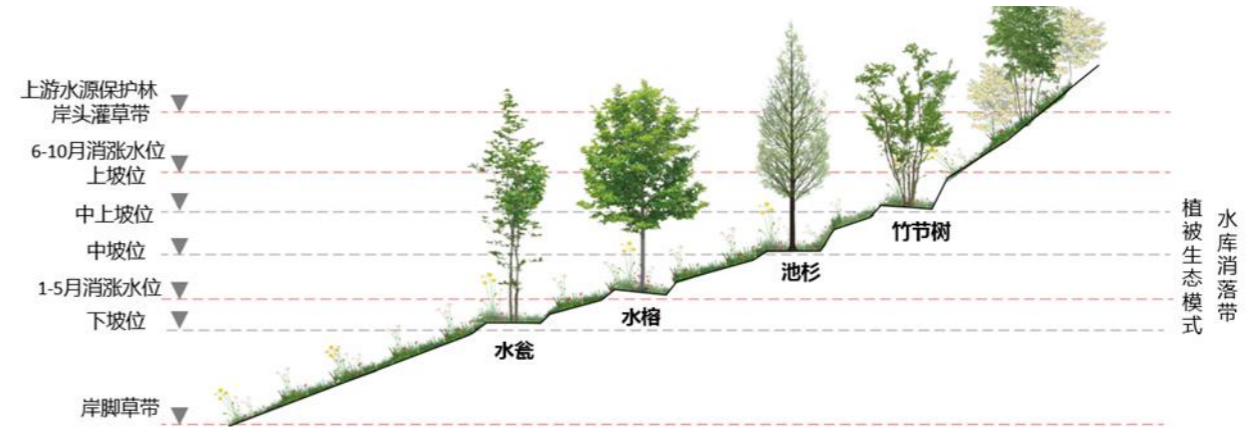 上游水源保护林
岸头灌草带
6-10月消涨水位
上坡位
中上坡位
中坡位
1-5月消涨水位
下坡位
岸脚草带
水瓮
水榕
池杉
竹节树
植被生态模式
水库消落带